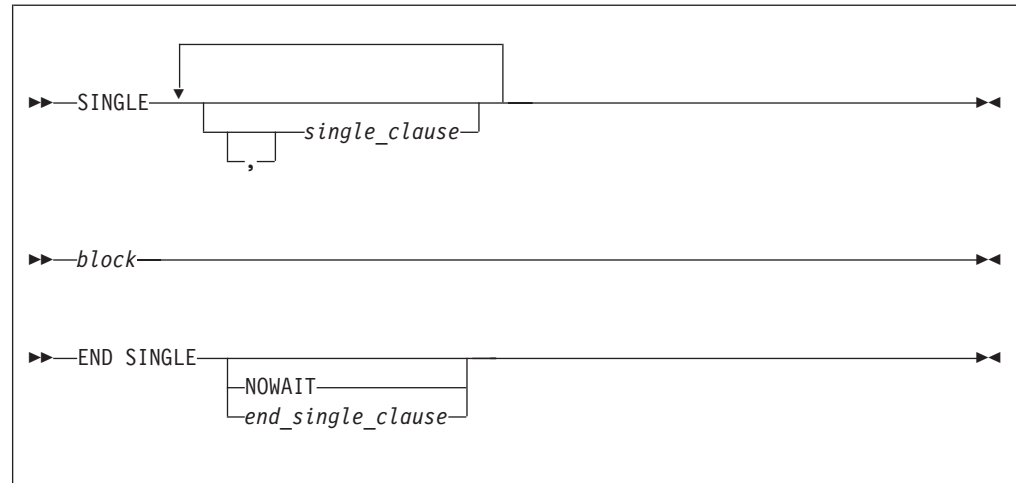 SINGLE
single_clause
,
block
END SINGLE
NOWAIT
end_single_clause